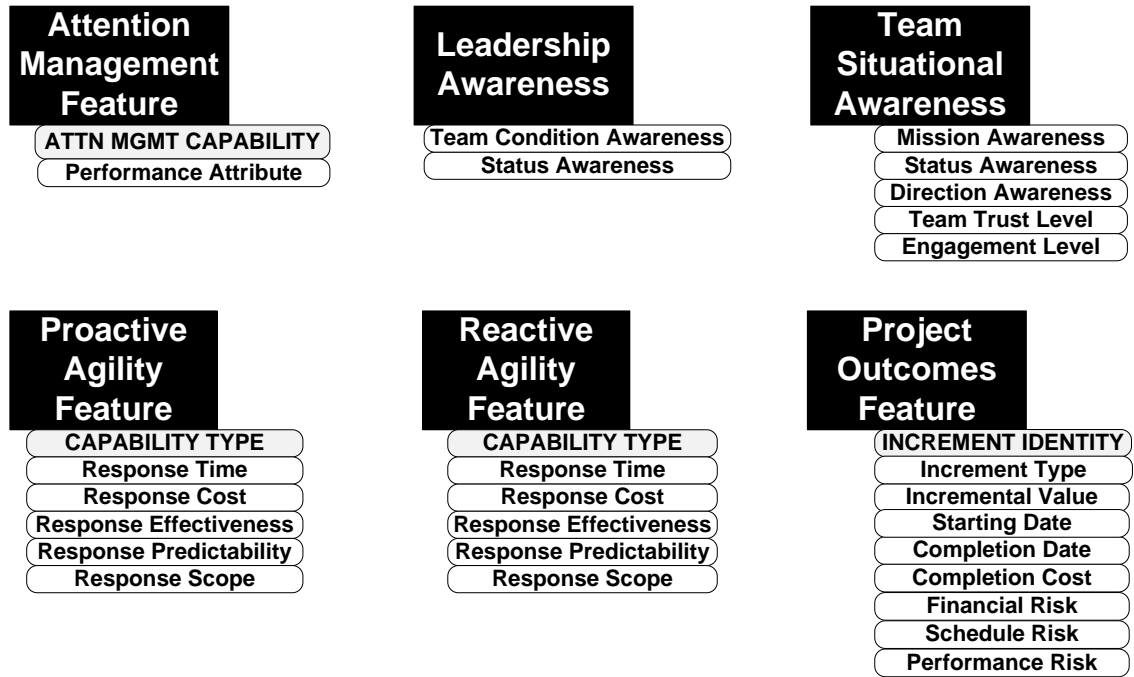 Attention
Management
Feature
ATTN MGMT CAPABILITY
Performance Attribute
Leadership
Awareness
Team Condition Awareness
Status Awareness
Team
Situational
Awareness
Mission Awareness
Status Awareness
Direction Awareness
Team Trust Level
Engagement Level
Proactive
Agility
Feature
CAPABILITY TYPE
Response Time
Response Cost
Response Effectiveness
Response Predictability
Response Scope
Reactive
Agility
Feature
CAPABILITY TYPE
Response Time
Response Cost
Response Effectiveness
Response Predictability
Response Scope
Project
Outcomes
Feature
INCREMENT IDENTITY
Increment Type
Incremental Value
Starting Date
Completion Date
Completion Cost
Financial Risk
Schedule Risk
Performance Risk